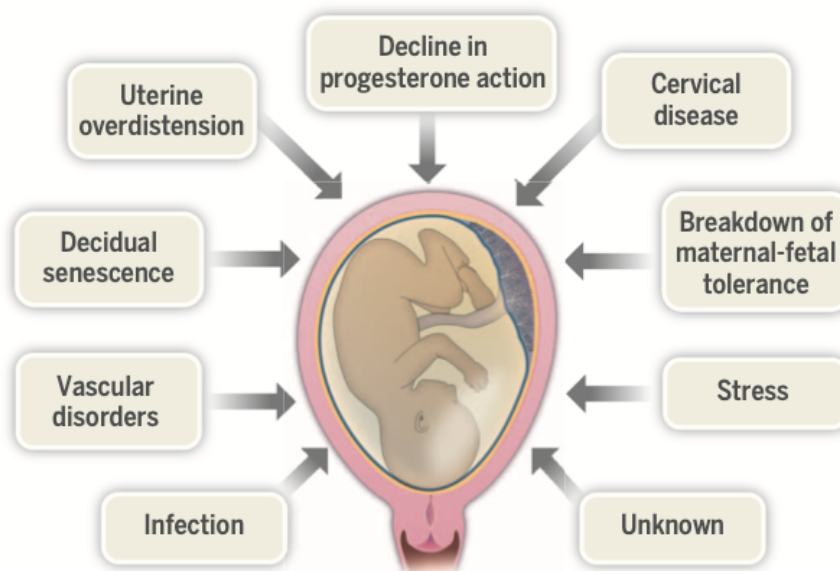 Decline in
progesterone action
Uterine
overdistension
Cervical
disease
Decidual
senescence
Breakdown of
maternal-fetal
tolerance
Vascular
disorders
Stress
Infection
Unknown